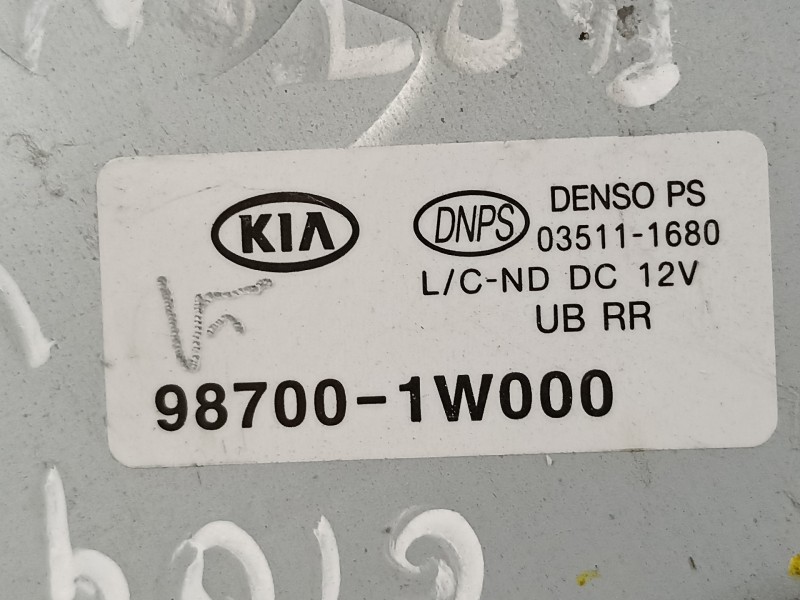 KIA
DNPS
DENSO PS
03511-1680
L/C-ND DC 12V
UB RR
98700-1W000